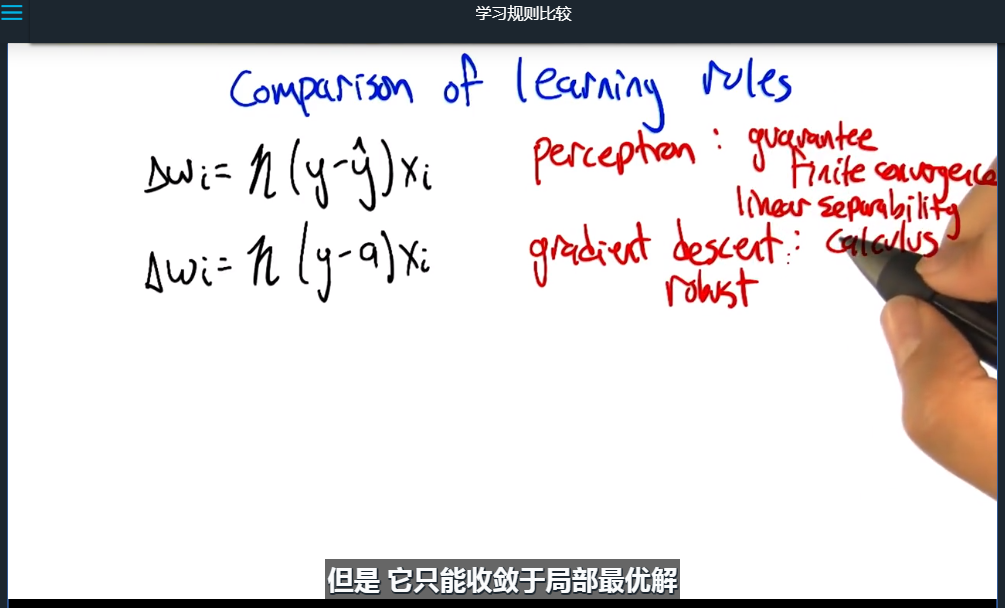 学习规则比较
Comparison of learning rules
Δwi = η (y-ŷ) xi
perceptron : guarantee
finite convergence
linear separability
Δwi = η (y-a) xi
gradient descent : calculus
robust
但是 它只能收敛于局部最优解